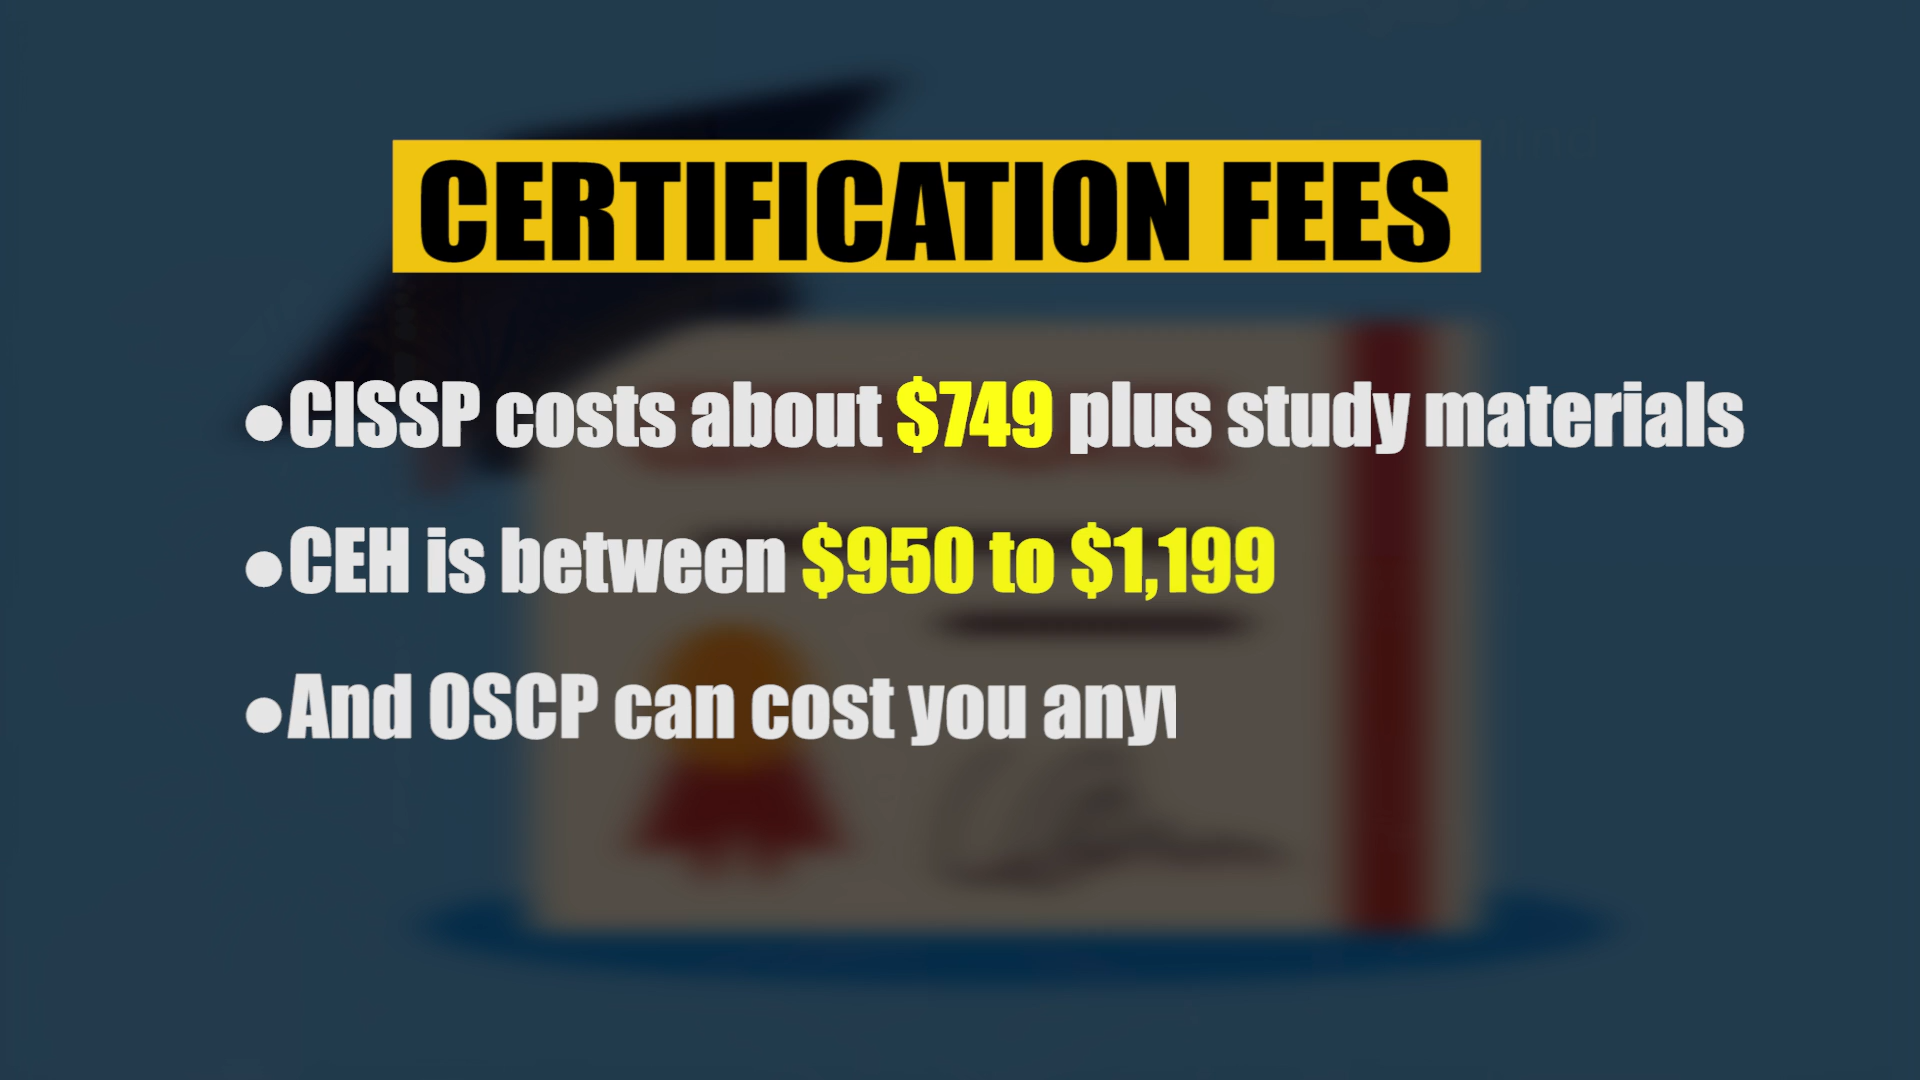 CERTIFICATION FEES
•CISSP costs about $749 plus study materials
•CEH is between $950 to $1,199
•And OSCP can cost you any